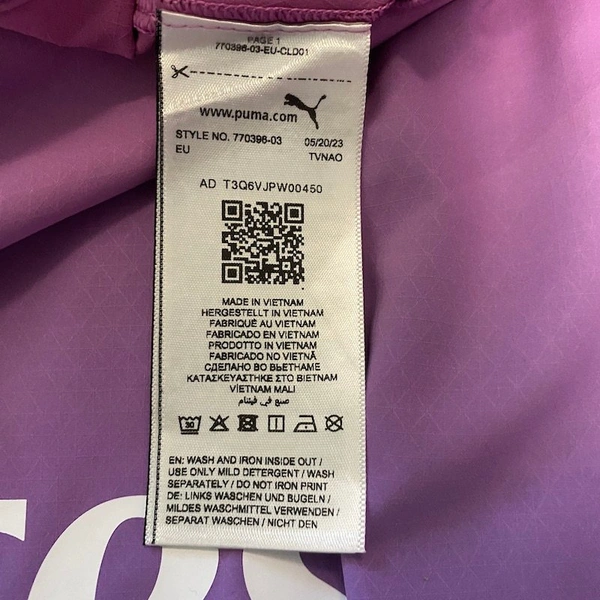 PAGE 1
770396-03-EU-CLD01
www.puma.com
STYLE NO. 770396-03 05/20/23
EU TVNAO
AD T3Q6VJPW00450
MADE IN VIETNAM
HERGESTELLT IN VIETNAM
FABRIQUÉ AU VIETNAM
FABRICADO EN VIETNAM
PRODOTTO IN VIETNAM
FABRICADO NO VIETNÃ
СДЕЛАНО ВО ВЬЕТНАМЕ
ΚΑΤΑΣΚΕΥΑΣΤΗΚΕ ΣΤΟ ΒΙΕΤΝΑΜ
VİETNAM MALI
صنع في فيتنام
30
EN: WASH AND IRON INSIDE OUT /
USE ONLY MILD DETERGENT / WASH
SEPARATELY / DO NOT IRON PRINT
DE: LINKS WASCHEN UND BUGELN /
MILDES WASCHMITTEL VERWENDEN /
SEPARAT WASCHEN / NICHT DEN